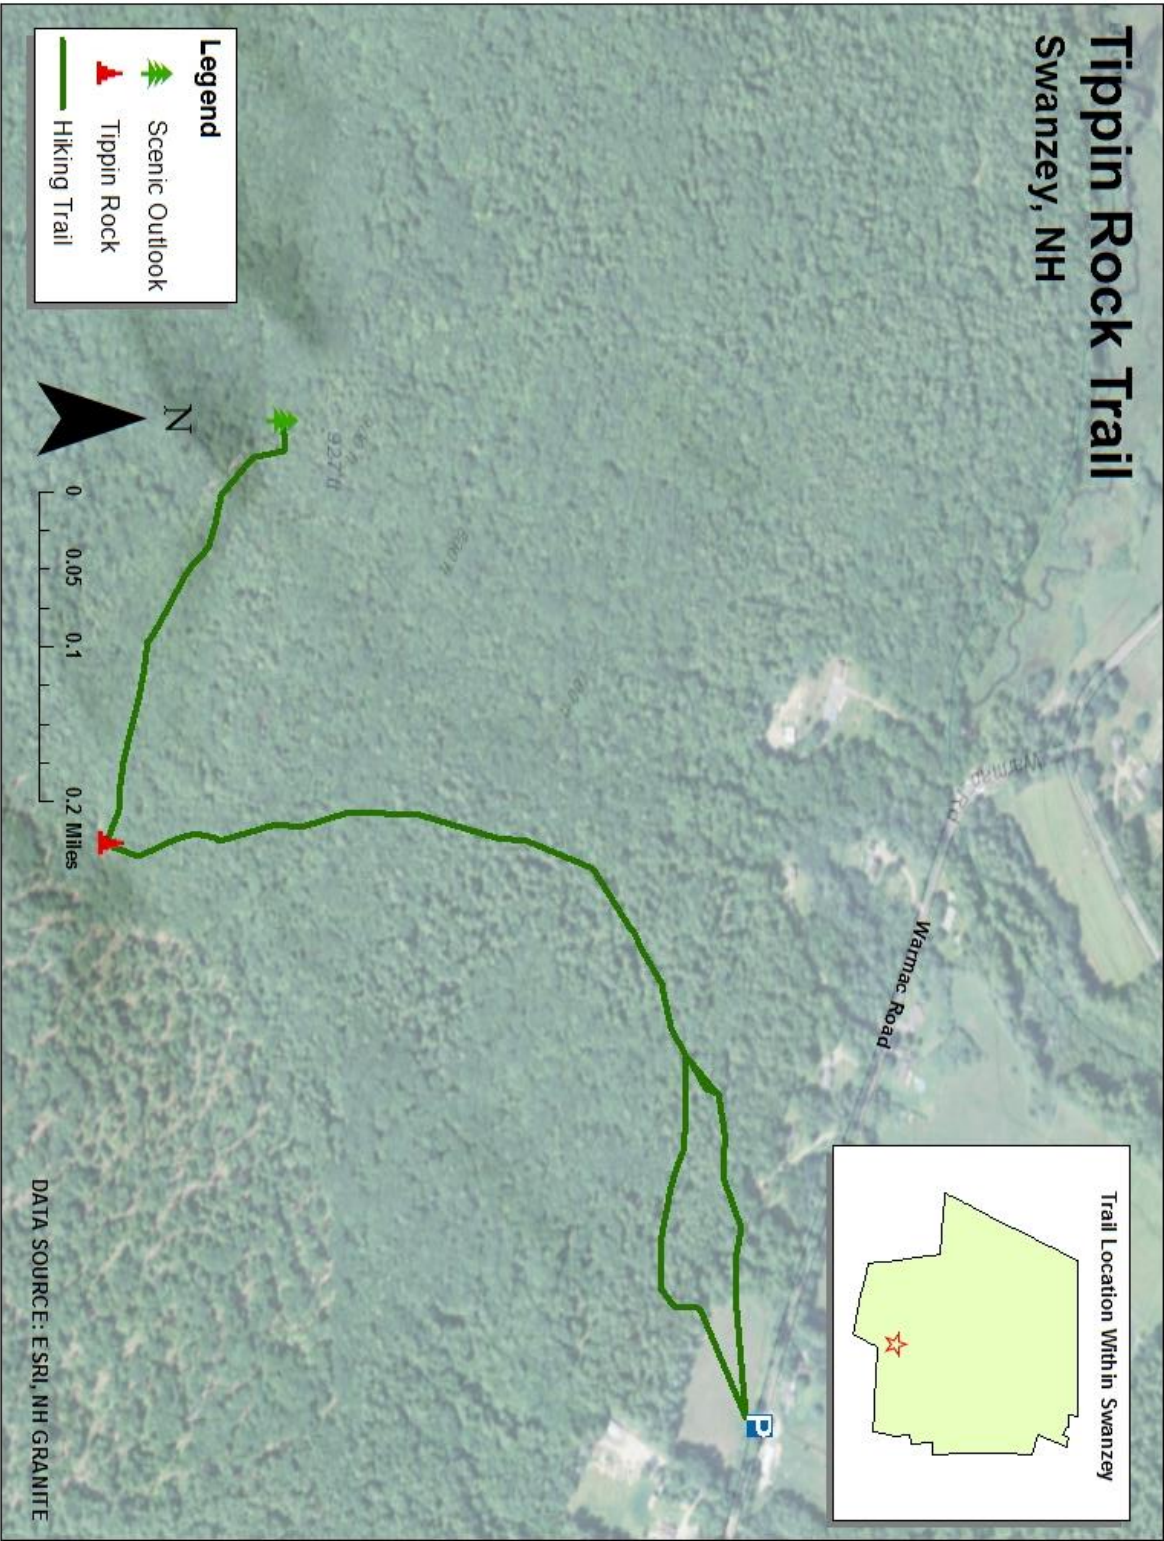 Tippin Rock Trail
Swanzey, NH
Trail Location Within Swanzey
Warmac Road
P
Legend
Scenic Outlook
Tippin Rock
Hiking Trail
N
0 0.05 0.1 0.2 Miles
DATA SOURCE: ESRI, NH GRANITE